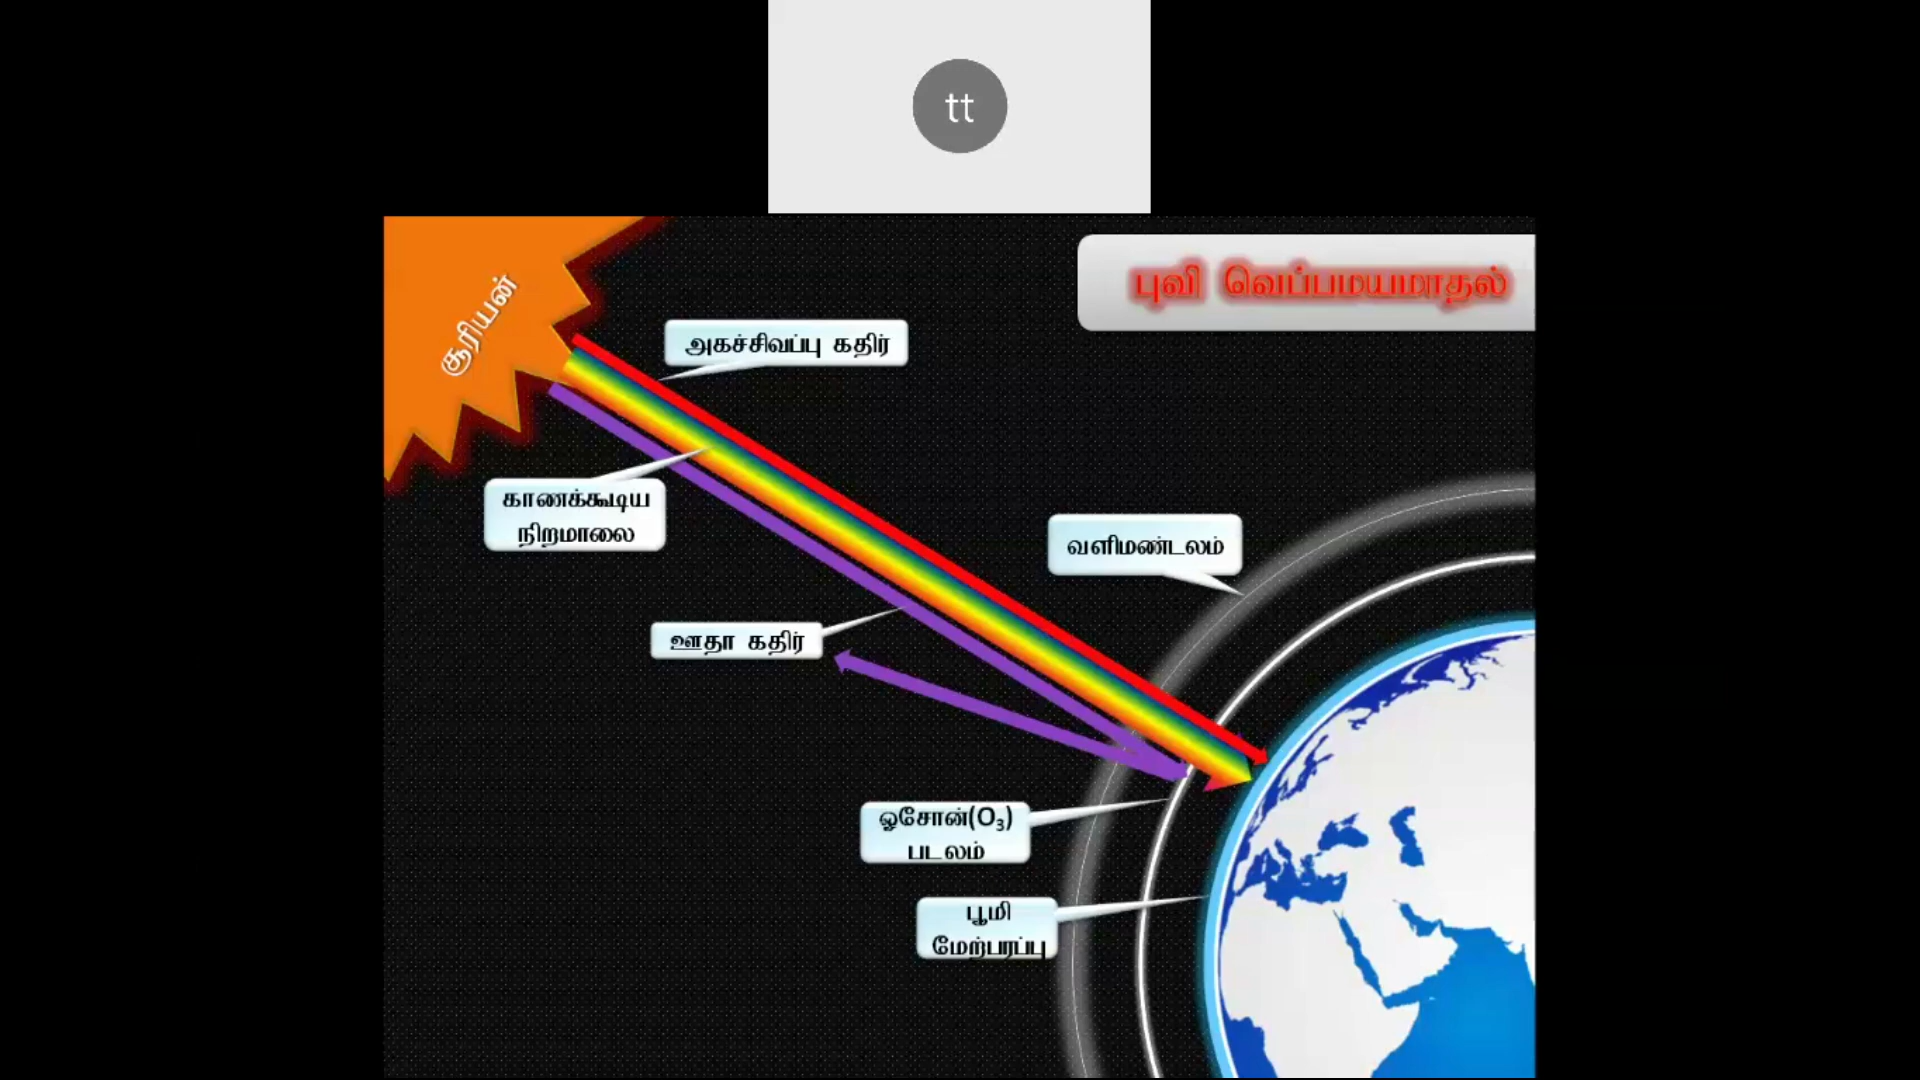 tt
புவி வெப்பமயமாதல்
சூரியன்
அகச்சிவப்பு கதிர்
காணக்கூடிய
நிறமாலை
வளிமண்டலம்
ஊதா கதிர்
ஓசோன்(O₃)
படலம்
பூமி
மேற்பரப்பு